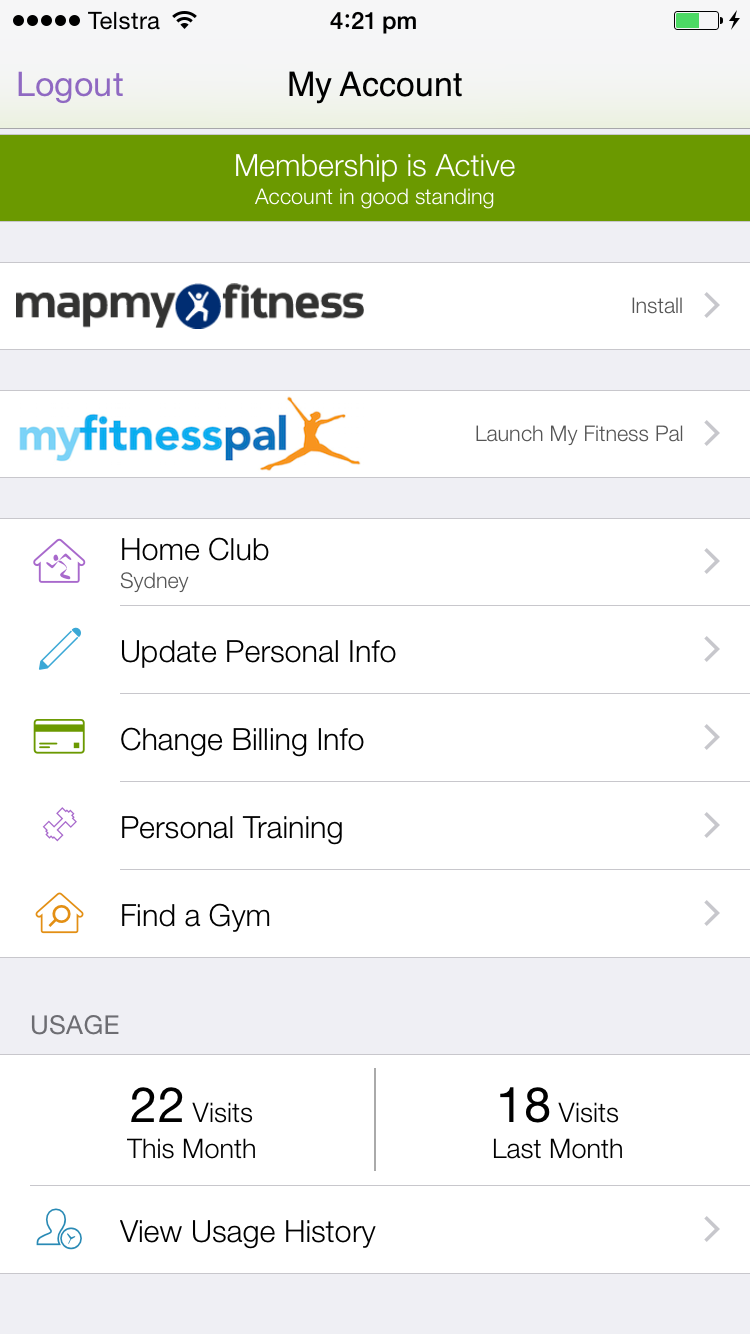 Telstra 4:21 pm
Logout My Account
Membership is Active
Account in good standing
mapmyfitness Install
myfitnesspal Launch My Fitness Pal
Home Club
Sydney
Update Personal Info
Change Billing Info
Personal Training
Find a Gym
USAGE
22 Visits 18 Visits
This Month Last Month
View Usage History